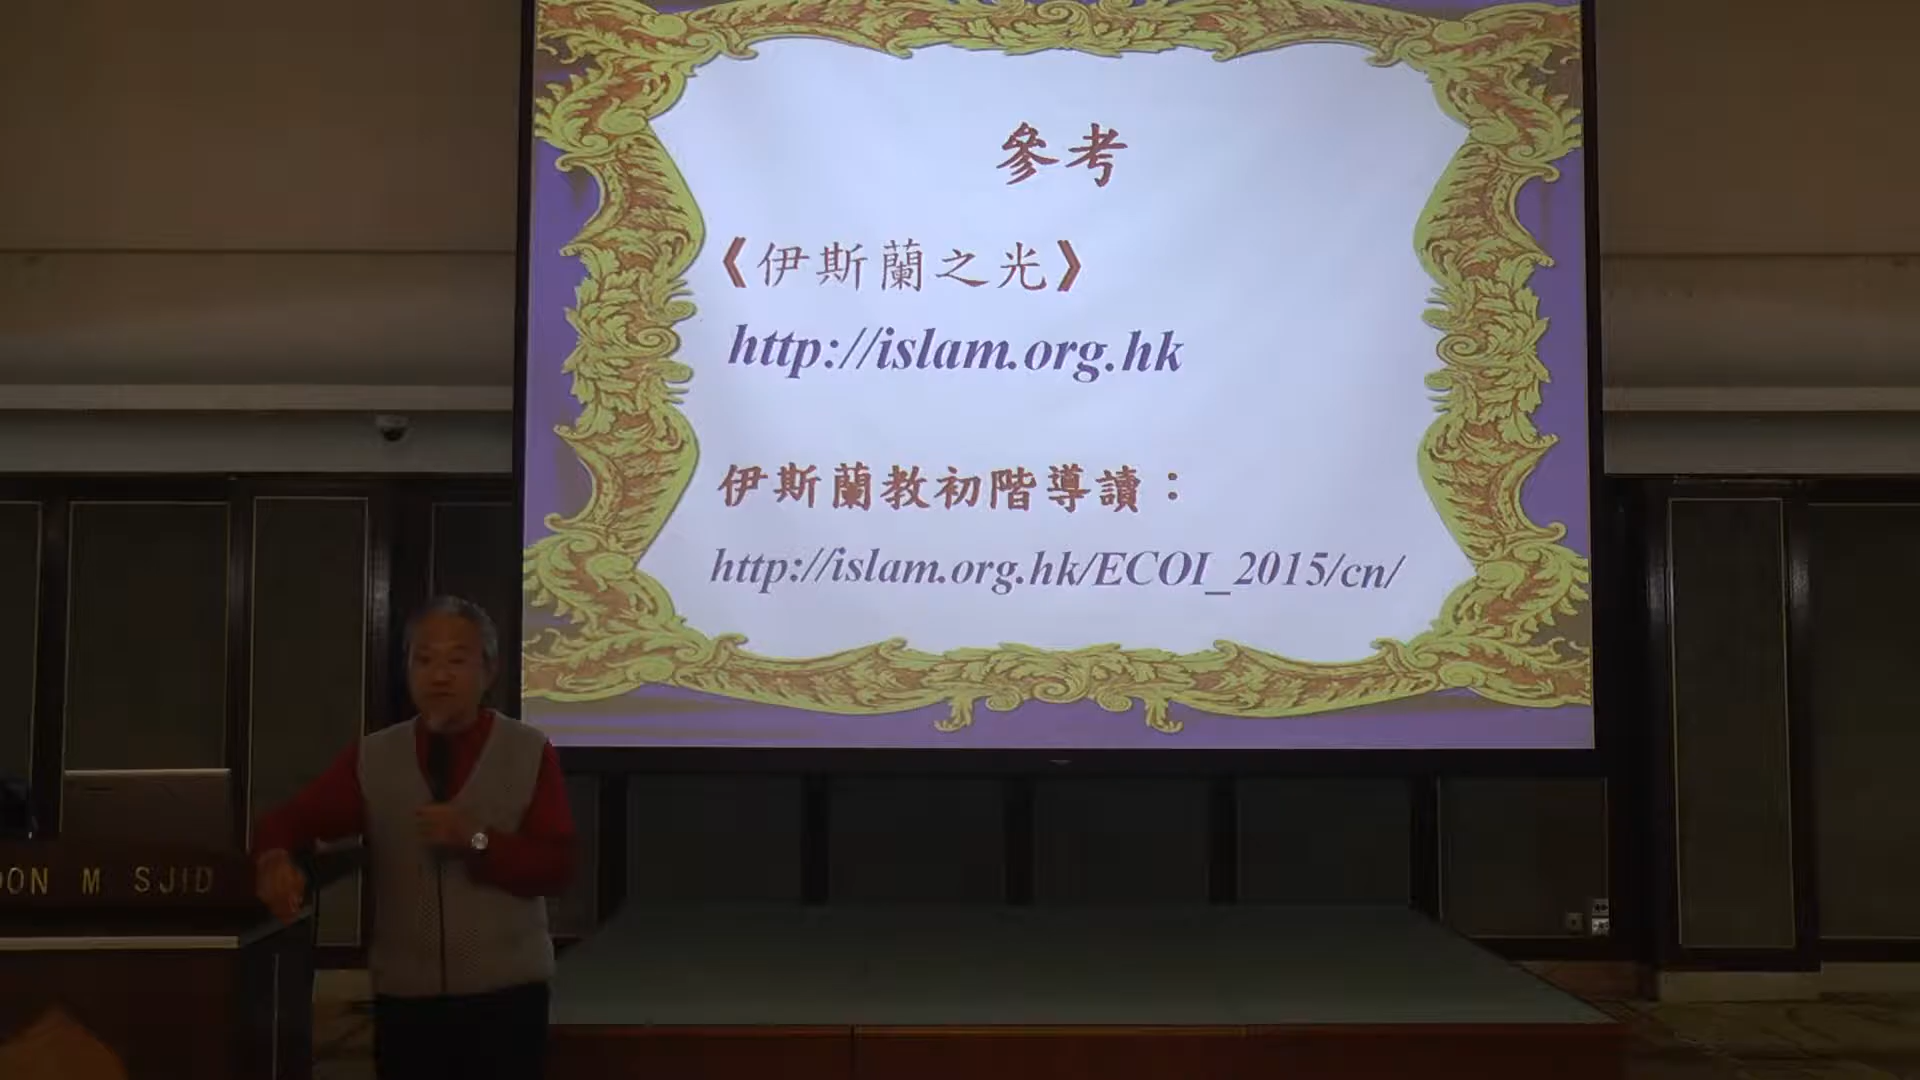 參考
《伊斯蘭之光》
http://islam.org.hk
伊斯蘭教初階導讀：
http://islam.org.hk/ECOI_2015/cn/
OON M SJID